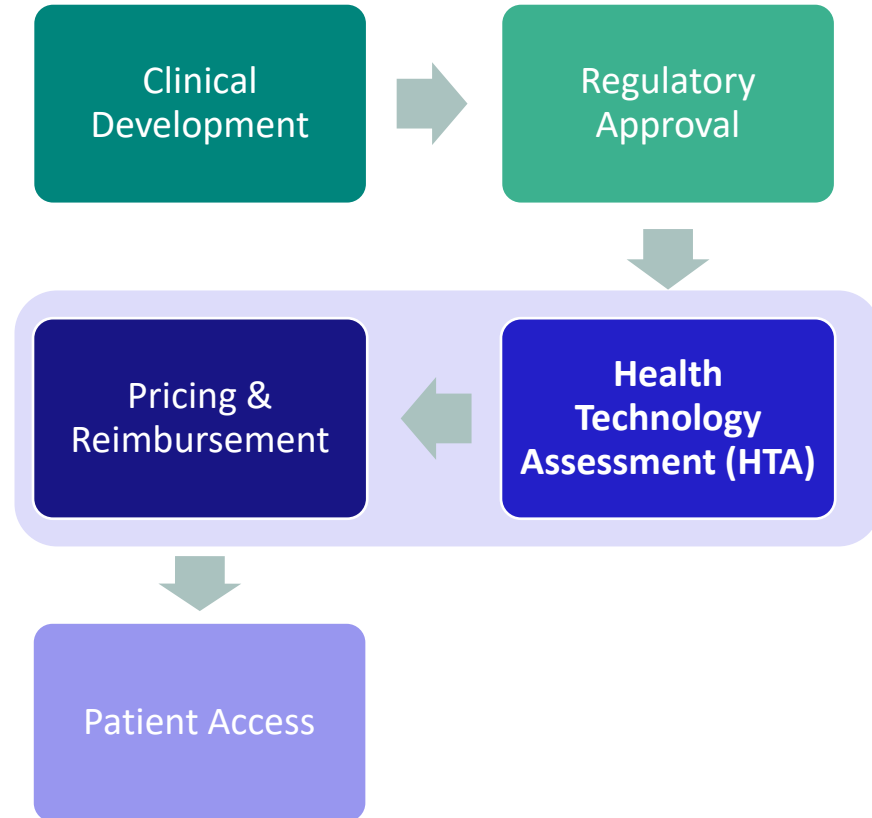 Clinical
Development
Regulatory
Approval
Health
Technology
Assessment (HTA)
Pricing &
Reimbursement
Patient Access